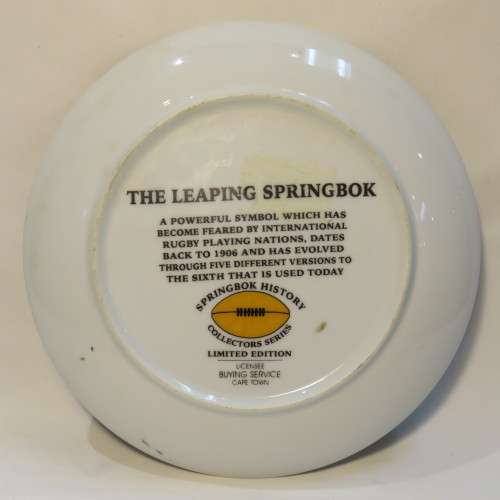 THE LEAPING SPRINGBOK
A POWERFUL SYMBOL WHICH HAS
BECOME FEARED BY INTERNATIONAL
RUGBY PLAYING NATIONS, DATES
BACK TO 1906 AND HAS EVOLVED
THROUGH FIVE DIFFERENT VERSIONS TO
THE SIXTH THAT IS USED TODAY
SPRINGBOK HISTORY
COLLECTORS SERIES
LIMITED EDITION
LICENSEE
BUYING SERVICE
CAPE TOWN